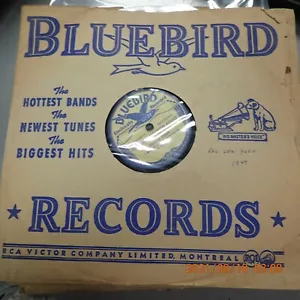 BLUEBIRD
The
HOTTEST BANDS
The
NEWEST TUNES
The
BIGGEST HITS
BLUEBIRD
"HIS MASTER'S VOICE"
RECORDS
RCA VICTOR COMPANY LIMITED, MONTREAL
RCA